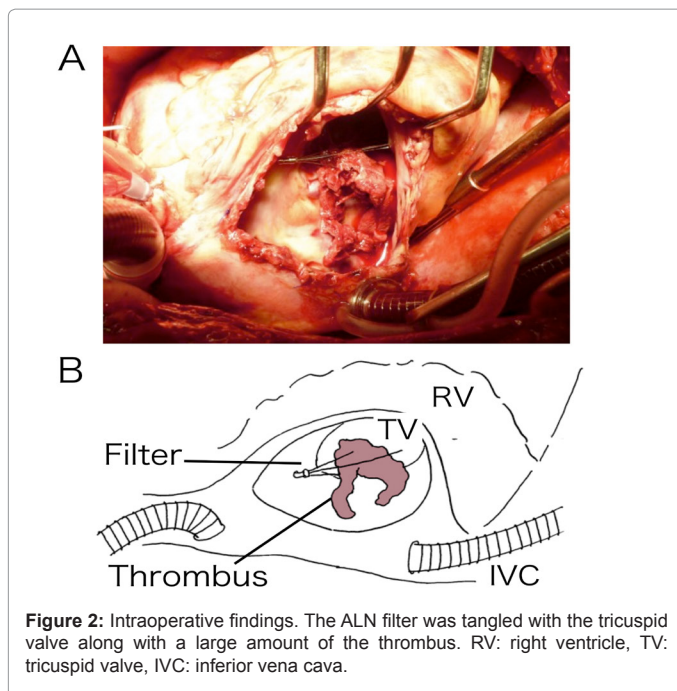 A
B
RV
TV
Filter
Thrombus
IVC
Figure 2: Intraoperative findings. The ALN filter was tangled with the tricuspid
valve along with a large amount of the thrombus. RV: right ventricle, TV:
tricuspid valve, IVC: inferior vena cava.